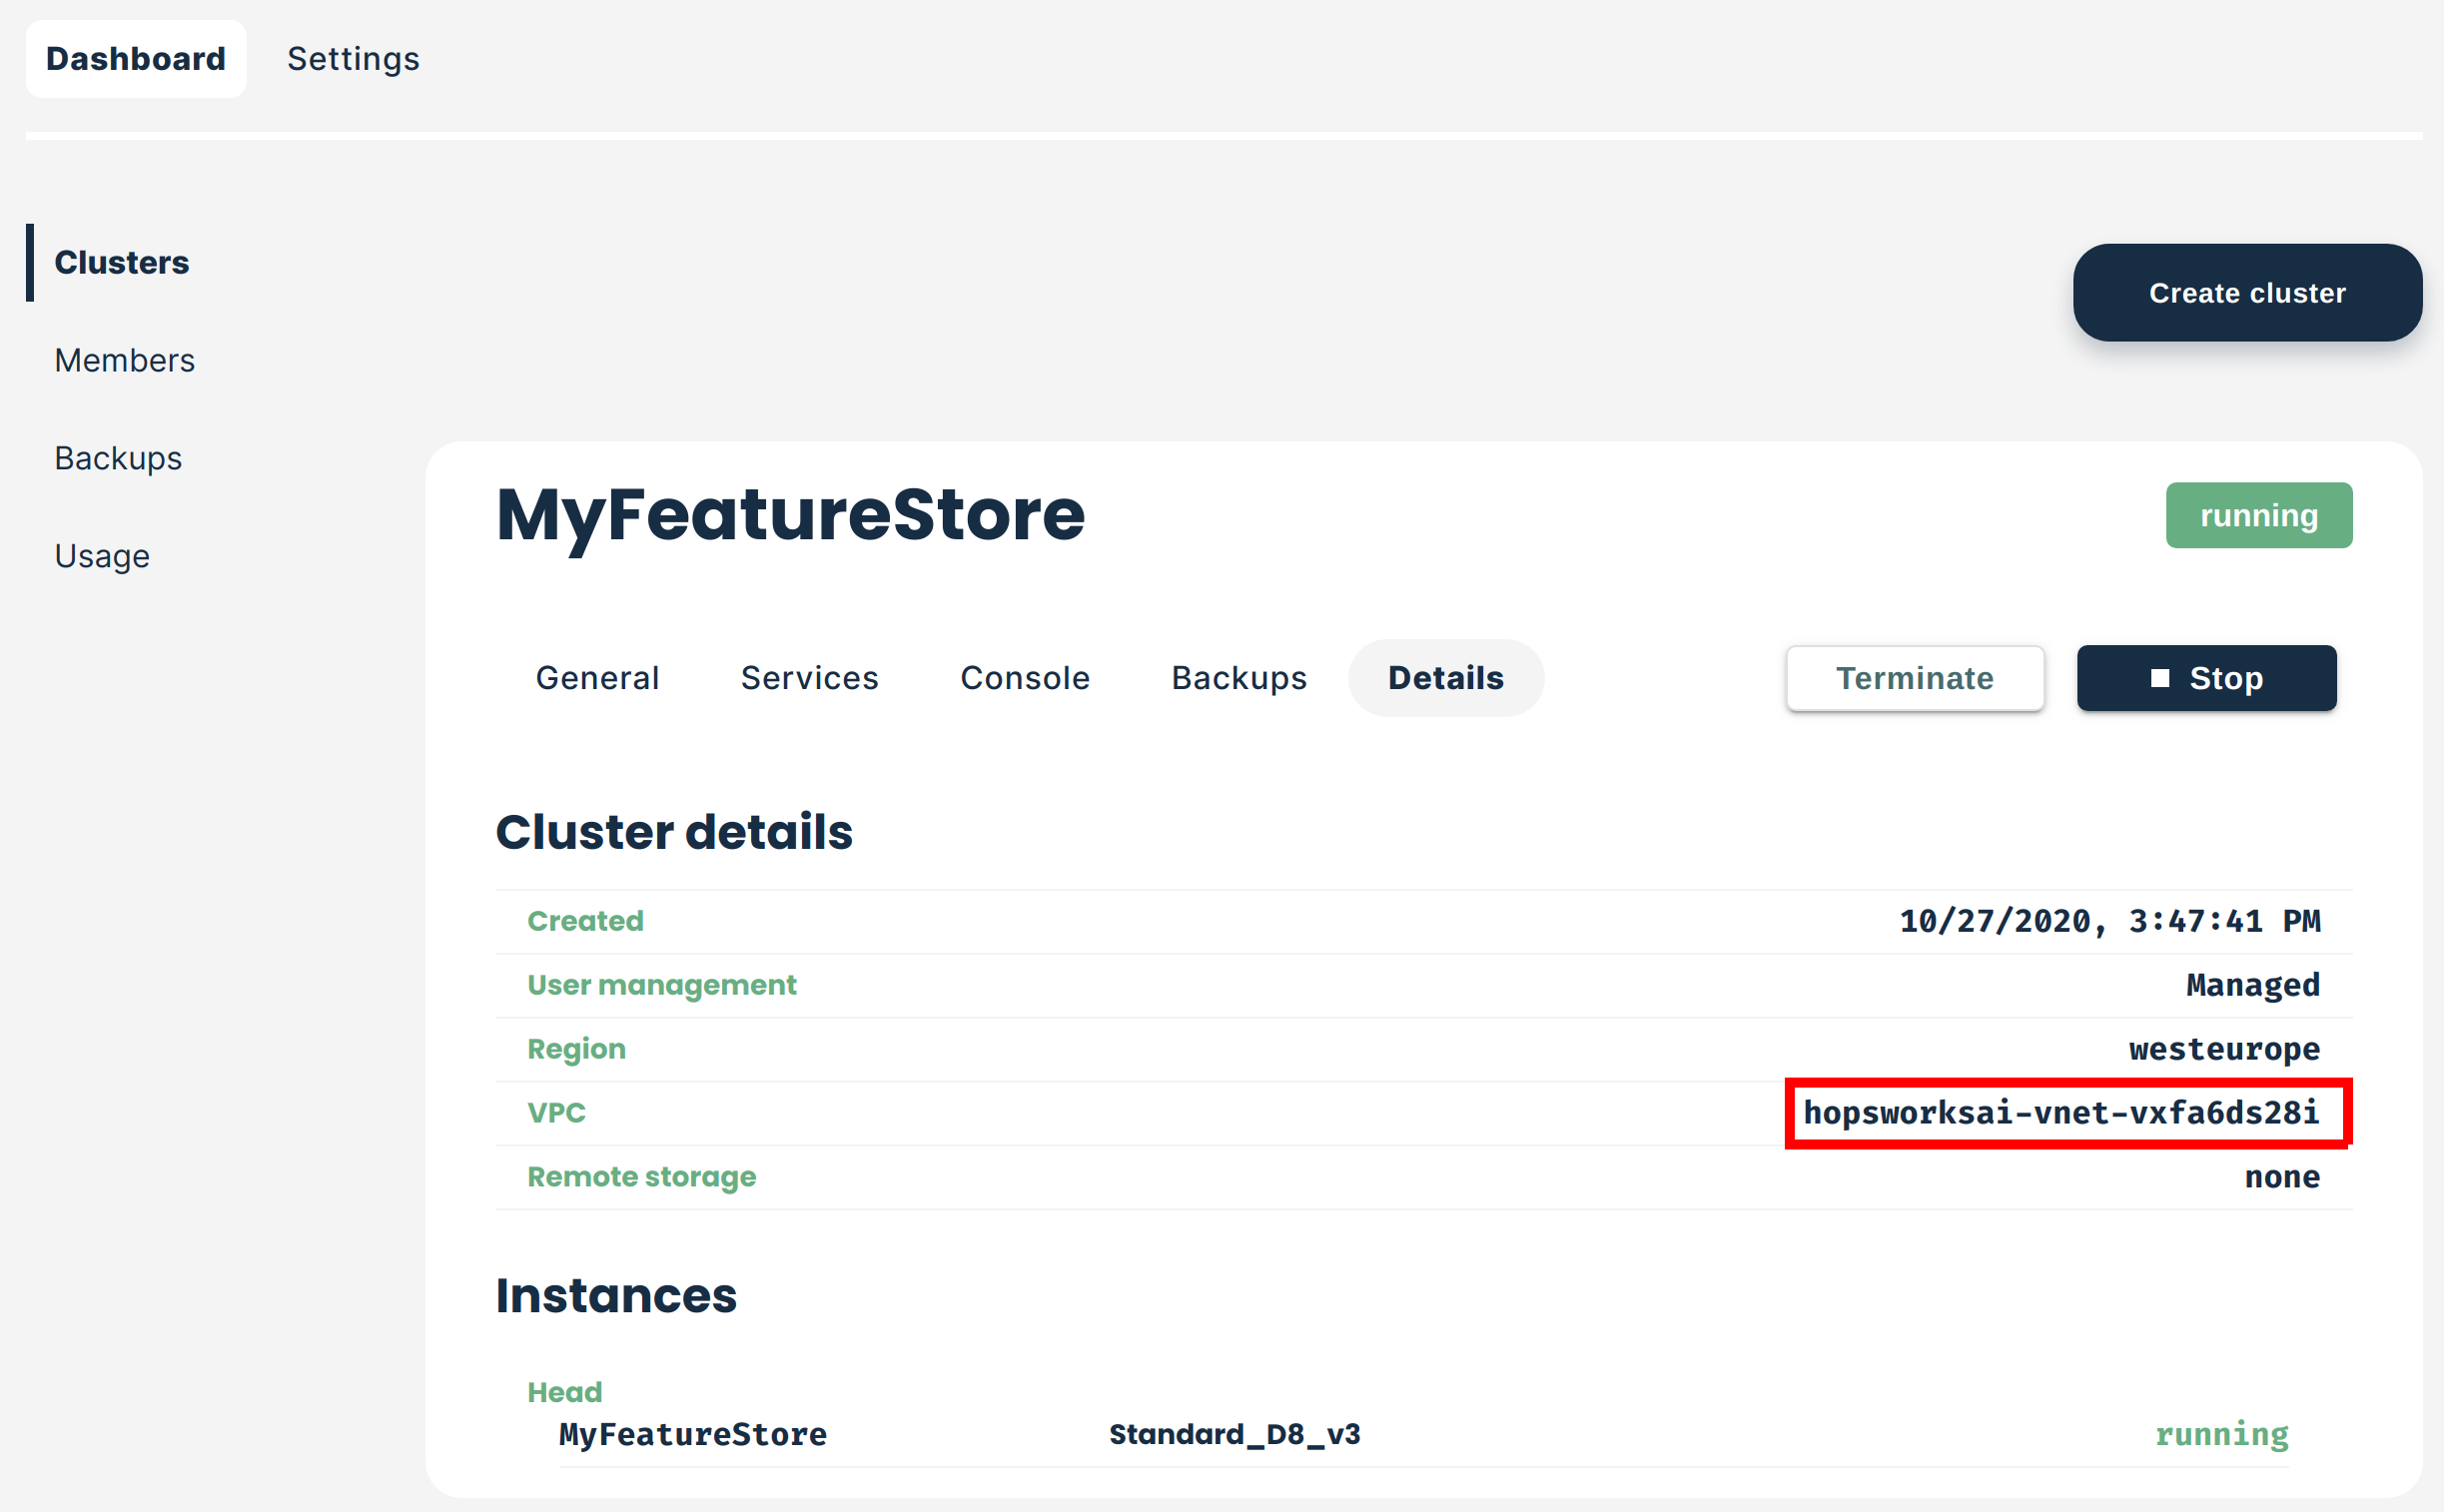 Dashboard Settings
Clusters
Create cluster
Members
Backups
Usage
MyFeatureStore running
General Services Console Backups Details Terminate Stop
Cluster details
Created 10/27/2020, 3:47:41 PM
User management Managed
Region westeurope
VPC hopsworksai-vnet-vxfa6ds28i
Remote storage none
Instances
Head
MyFeatureStore Standard_D8_v3 running